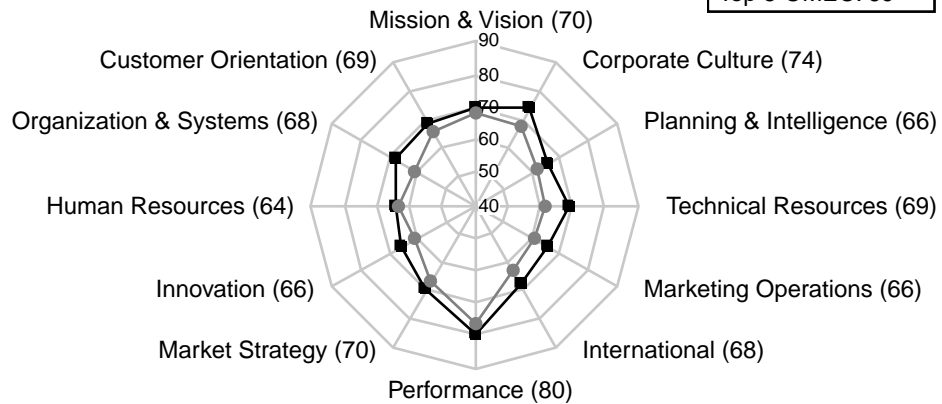 Mission & Vision (70)
Corporate Culture (74)
Planning & Intelligence (66)
Technical Resources (69)
Marketing Operations (66)
International (68)
Performance (80)
Market Strategy (70)
Innovation (66)
Human Resources (64)
Organization & Systems (68)
Customer Orientation (69)
90
80
70
60
50
40